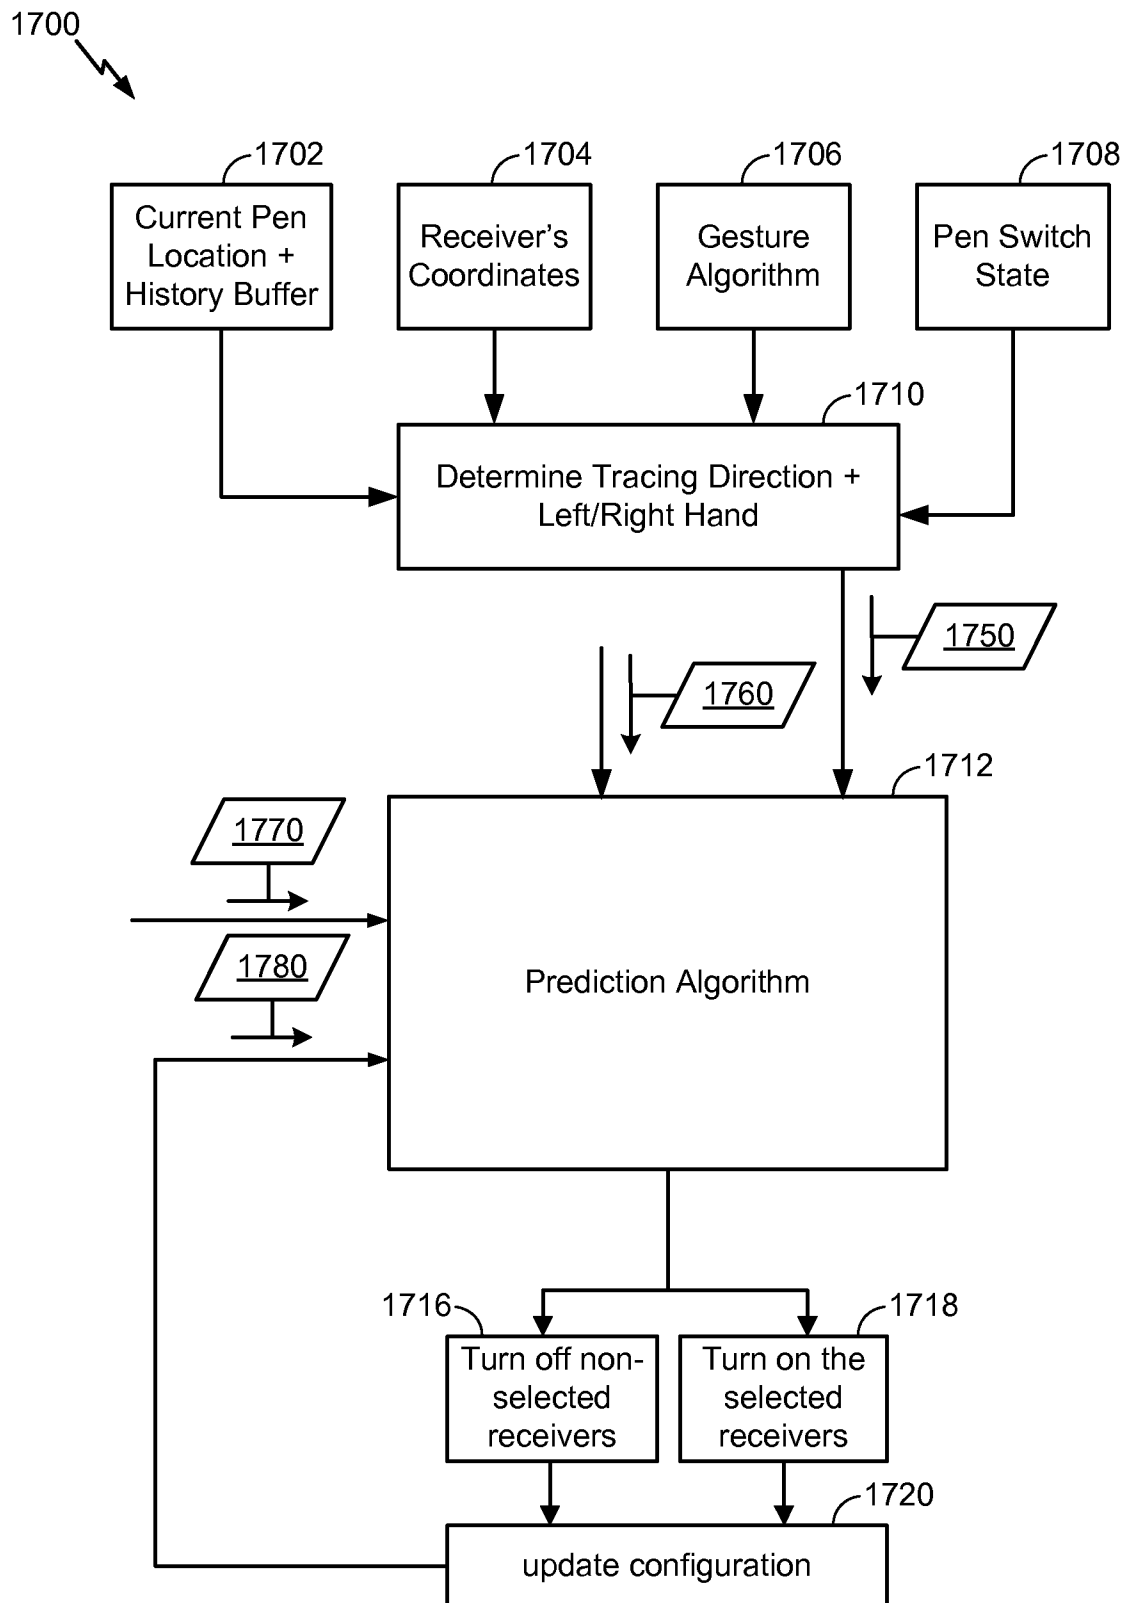 1700
1702
1704
1706
1708
Current Pen
Location +
History Buffer
Receiver's
Coordinates
Gesture
Algorithm
Pen Switch
State
1710
Determine Tracing Direction +
Left/Right Hand
1750
1760
1712
1770
1780
Prediction Algorithm
1716
1718
Turn off non-
selected
receivers
Turn on the
selected
receivers
1720
update configuration